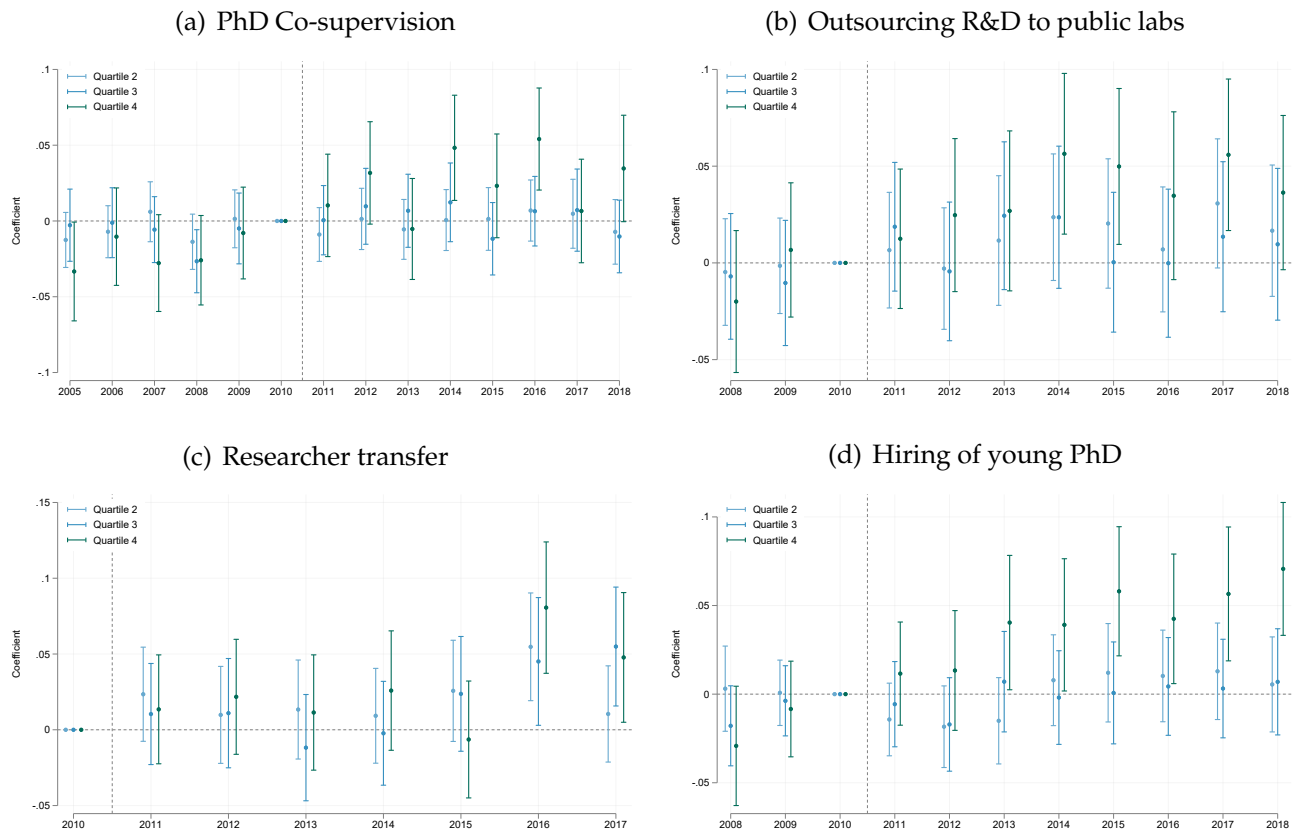 (a) PhD Co-supervision
.1
.05
0
-.05
-.1
Coefficient
Quartile 2
Quartile 3
Quartile 4
2005 2006 2007 2008 2009 2010 2011 2012 2013 2014 2015 2016 2017 2018
(b) Outsourcing R&D to public labs
.1
.05
0
-.05
Coefficient
Quartile 2
Quartile 3
Quartile 4
2008 2009 2010 2011 2012 2013 2014 2015 2016 2017 2018
(c) Researcher transfer
.15
.1
.05
0
-.05
Coefficient
Quartile 2
Quartile 3
Quartile 4
2010 2011 2012 2013 2014 2015 2016 2017
(d) Hiring of young PhD
.1
.05
0
-.05
Coefficient
Quartile 2
Quartile 3
Quartile 4
2008 2009 2010 2011 2012 2013 2014 2015 2016 2017 2018